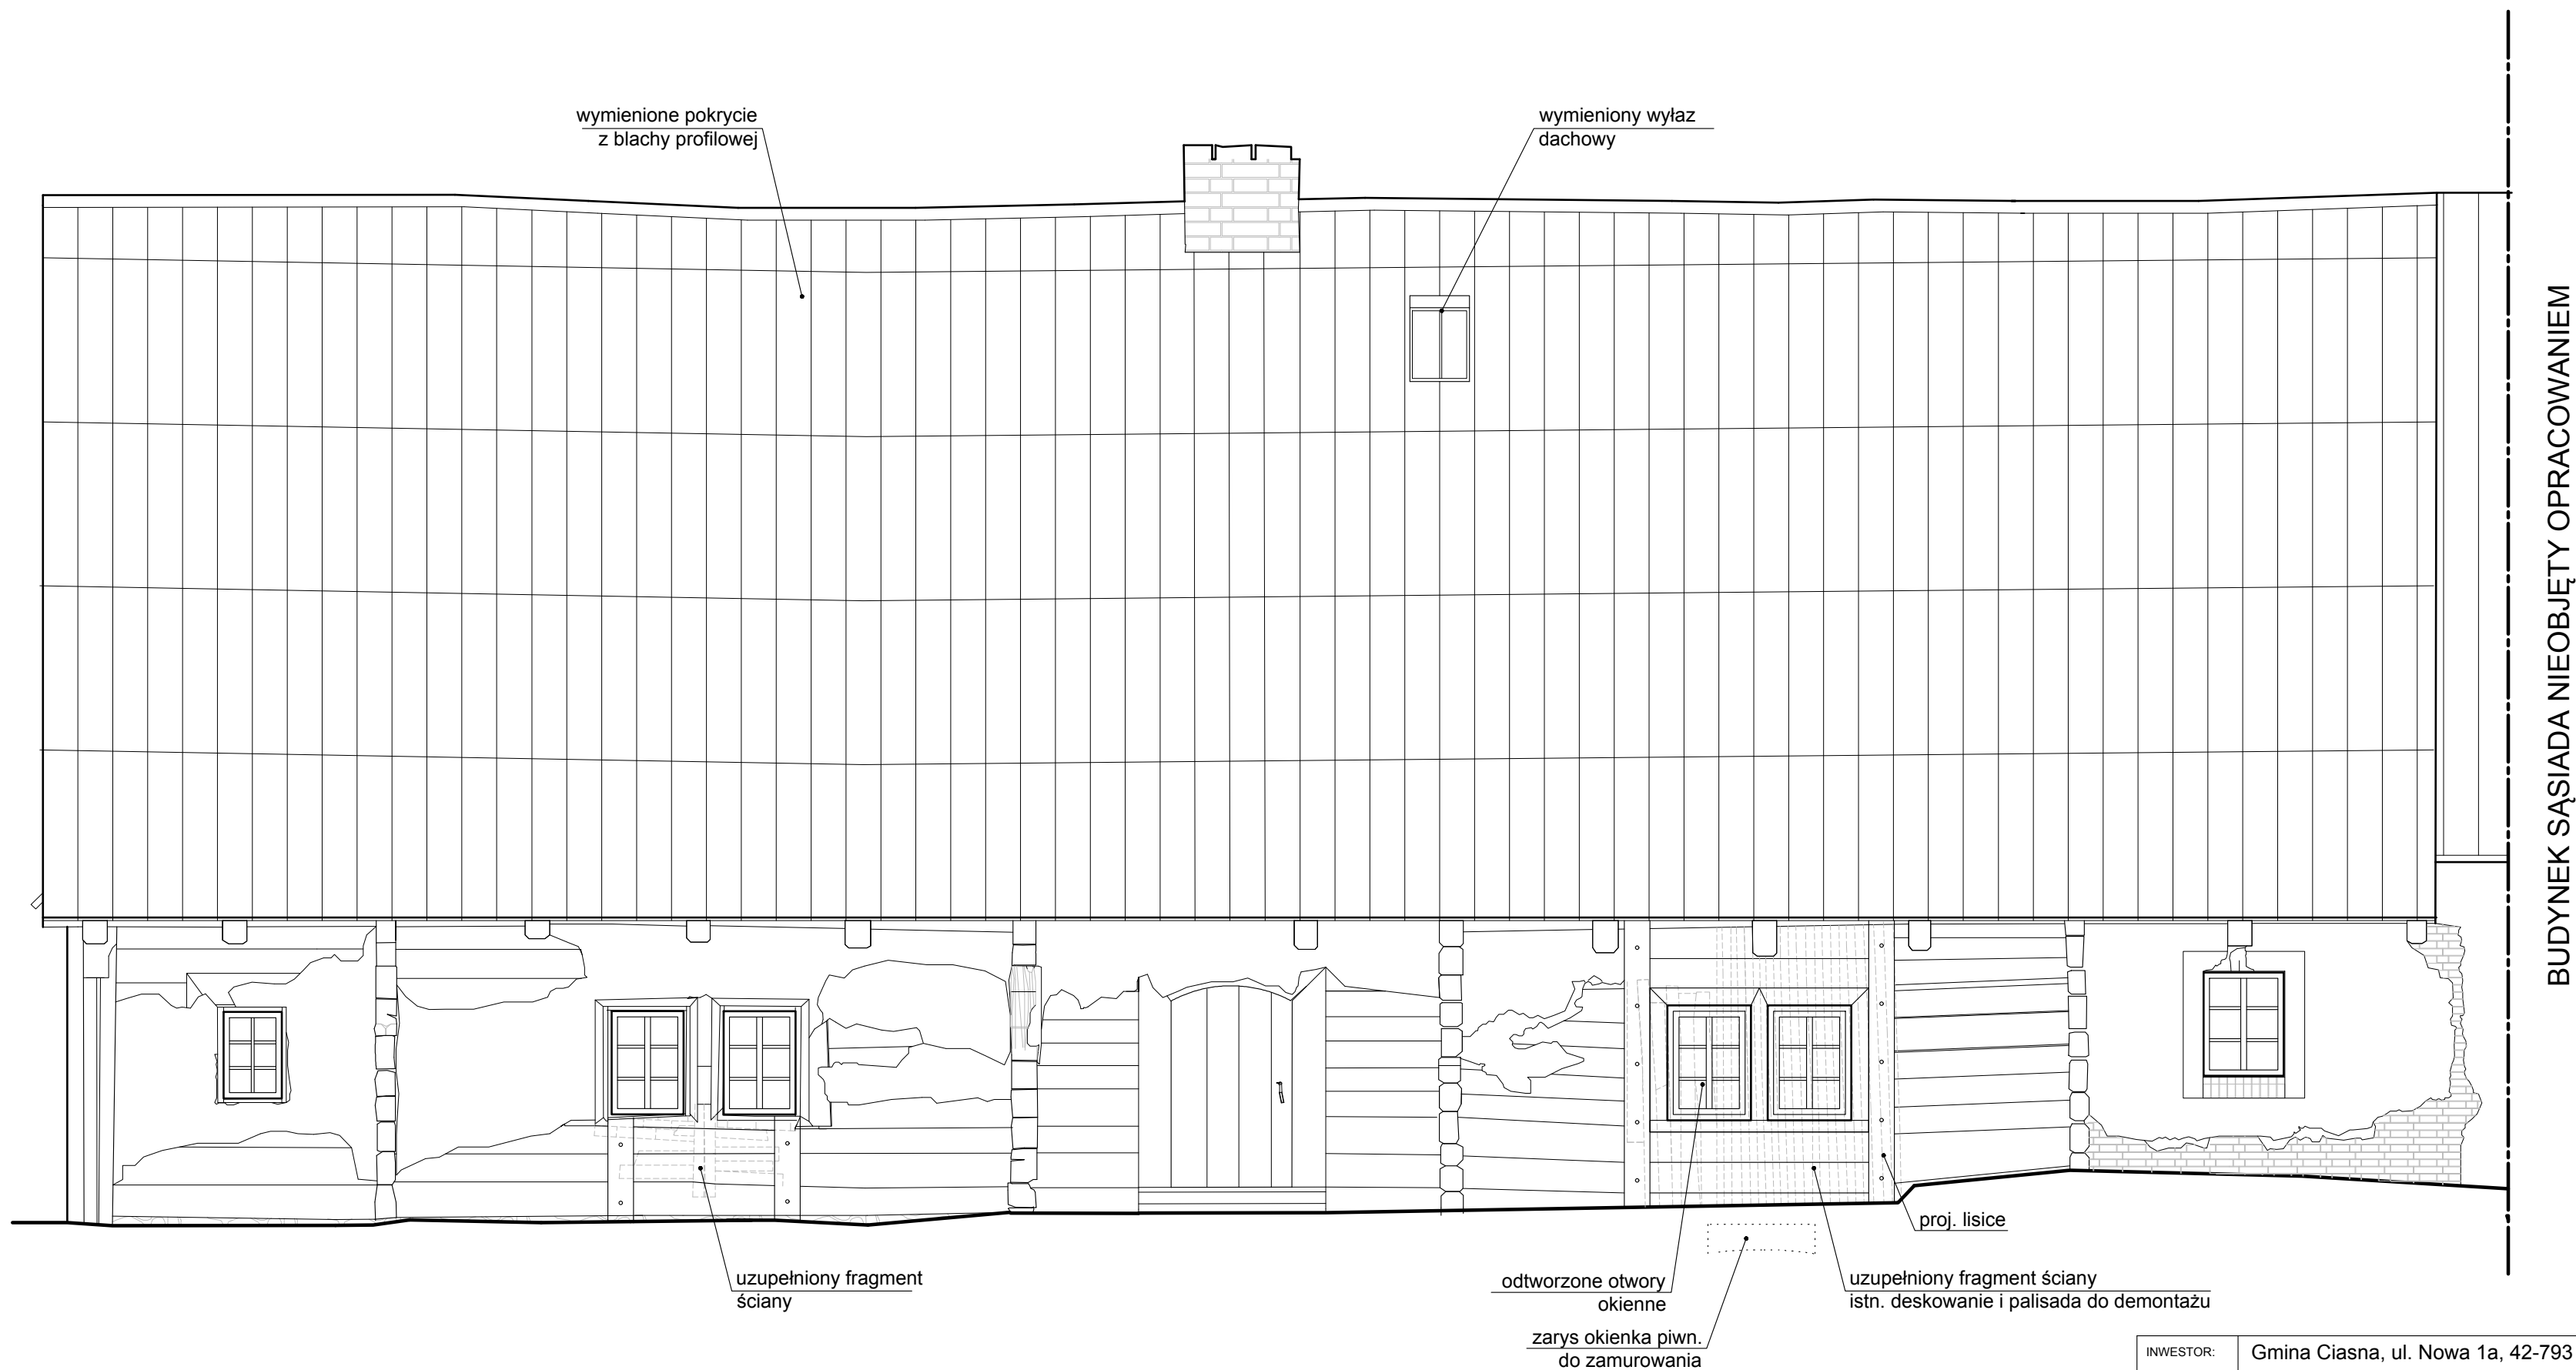 wymienione pokrycie
z blachy profilowej
wymieniony wyłaz
dachowy
BUDYNEK SĄSIADA NIEOBJĘTY OPRACOWANIEM
proj. lisice
uzupełniony fragment
ściany
odtworzone otwory
okienne
uzupełniony fragment ściany
istn. deskowanie i palisada do demontażu
zarys okienka piwn.
do zamurowania
INWESTOR: Gmina Ciasna, ul. Nowa 1a, 42-793